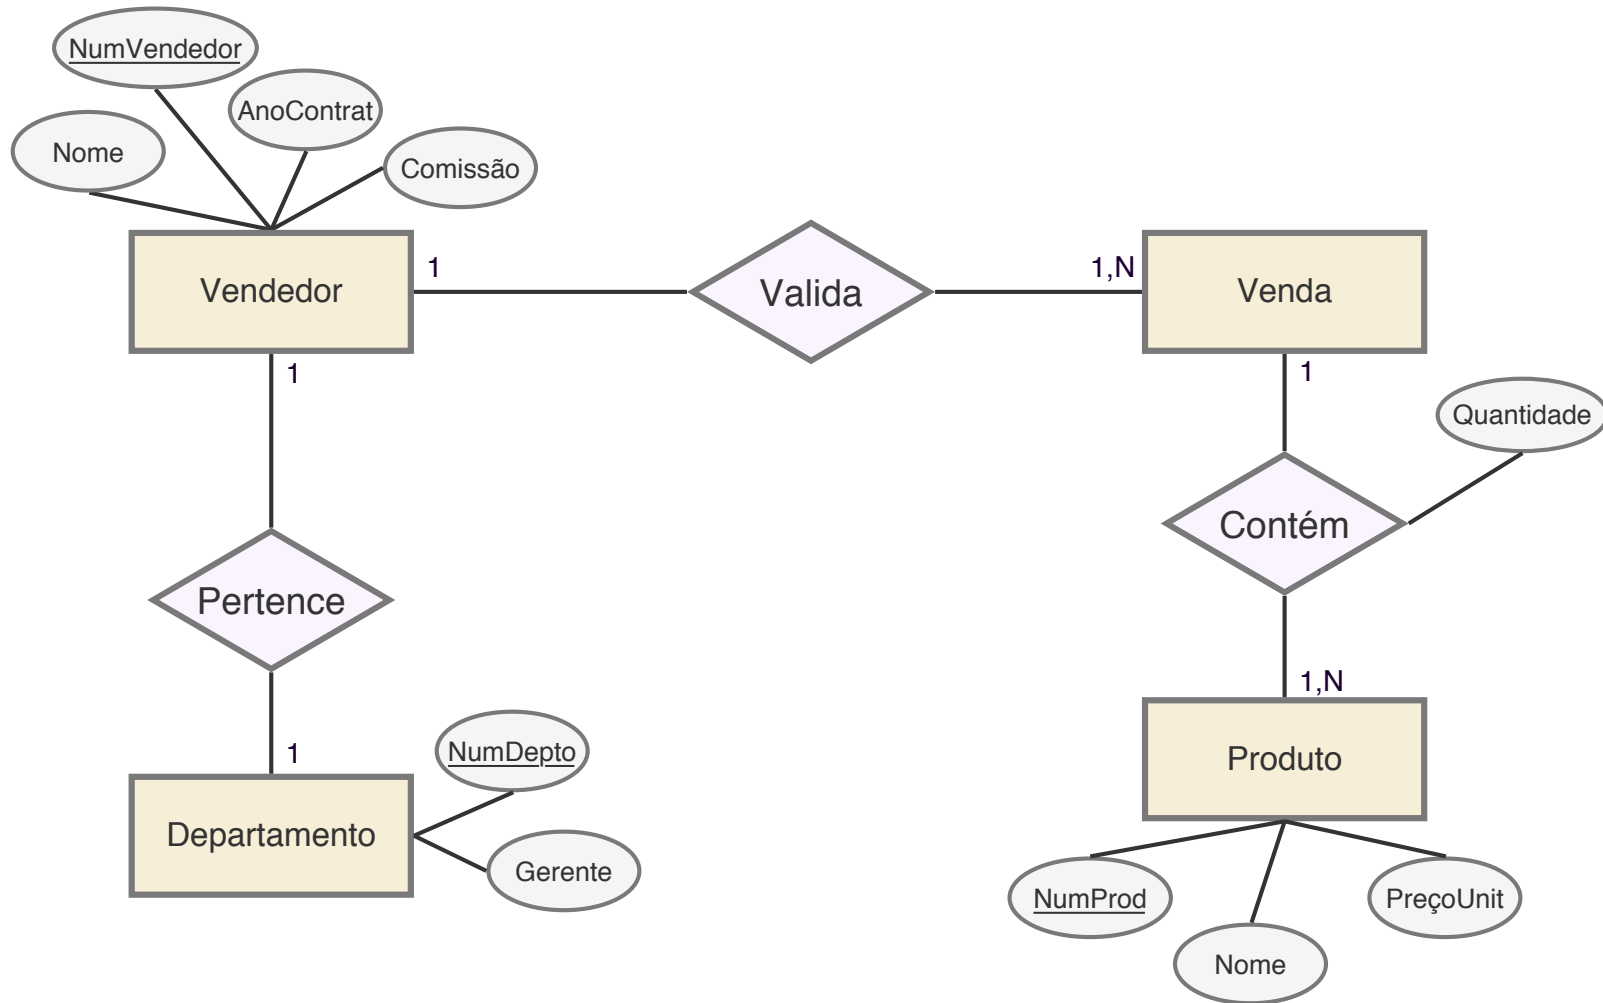 NumVendedor
AnoContrat
Nome
Comissão
Vendedor
1
Valida
1,N
Venda
1
1
Quantidade
Contém
Pertence
1,N
1
NumDepto
Produto
Departamento
Gerente
NumProd
PreçoUnit
Nome